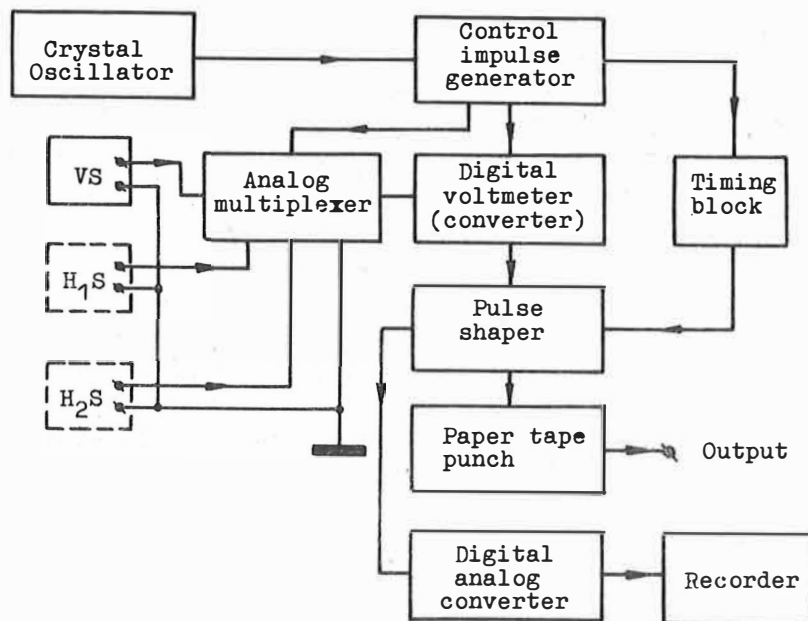 Crystal
Oscillator
Control
impulse
generator
VS
Analog
multiplexer
Digital
voltmeter
(converter)
Timing
block
H₁S
Pulse
shaper
H₂S
Paper tape
punch
Output
Digital
analog
converter
Recorder